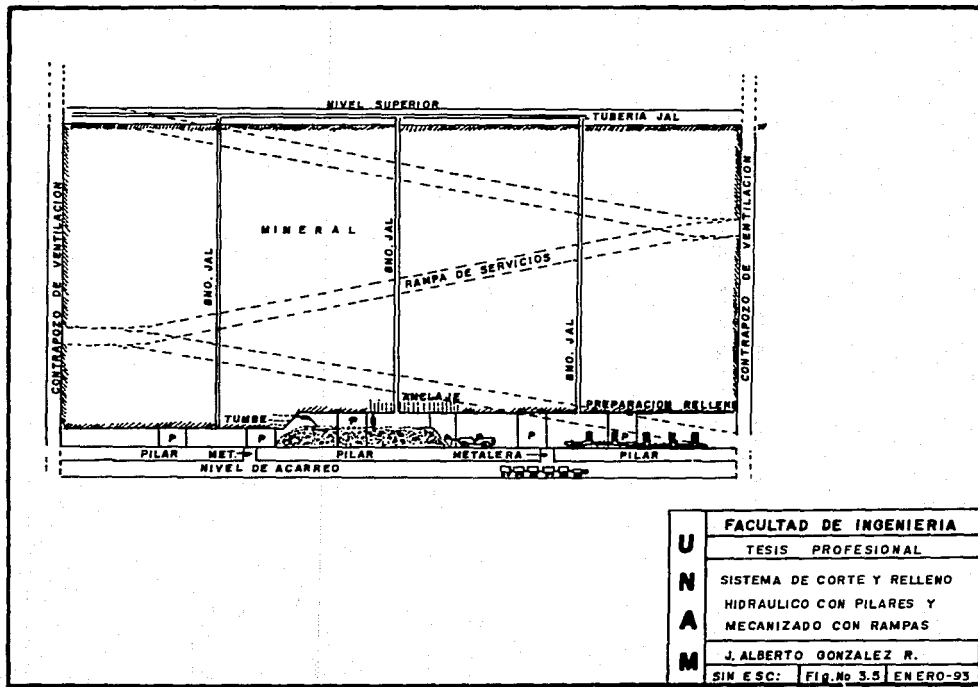 NIVEL SUPERIOR
TUBERIA JAL
CONTRAPOZO DE VENTILACION
BNO. JAL
MINERAL
BNO. JAL
RAMPA DE SERVICIOS
BNO. JAL
CONTRAPOZO DE VENTILACION
ANCLAJE
PREPARACION RELLENO
TUMBE
P
P
P
P
P
PILAR
MET.
PILAR
METALERA
PILAR
NIVEL DE ACARREO
UNAM
FACULTAD DE INGENIERIA
TESIS PROFESIONAL
SISTEMA DE CORTE Y RELLENO
HIDRAULICO CON PILARES Y
MECANIZADO CON RAMPAS
J. ALBERTO GONZALEZ R.
SIN ESC: FIG.No 3.5 ENERO-93